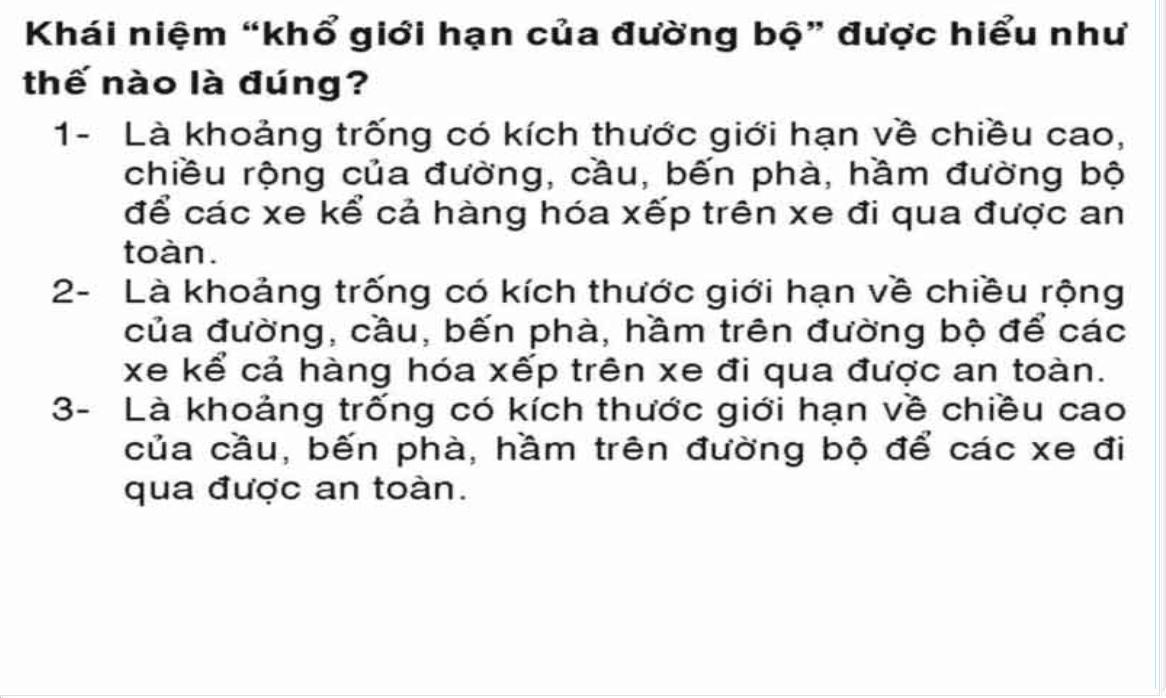 Khái niệm “khổ giới hạn của đường bộ” được hiểu như
thế nào là đúng?
1- Là khoảng trống có kích thước giới hạn về chiều cao,
chiều rộng của đường, cầu, bến phà, hầm đường bộ
để các xe kể cả hàng hóa xếp trên xe đi qua được an
toàn.
2- Là khoảng trống có kích thước giới hạn về chiều rộng
của đường, cầu, bến phà, hầm trên đường bộ để các
xe kể cả hàng hóa xếp trên xe đi qua được an toàn.
3- Là khoảng trống có kích thước giới hạn về chiều cao
của cầu, bến phà, hầm trên đường bộ để các xe đi
qua được an toàn.